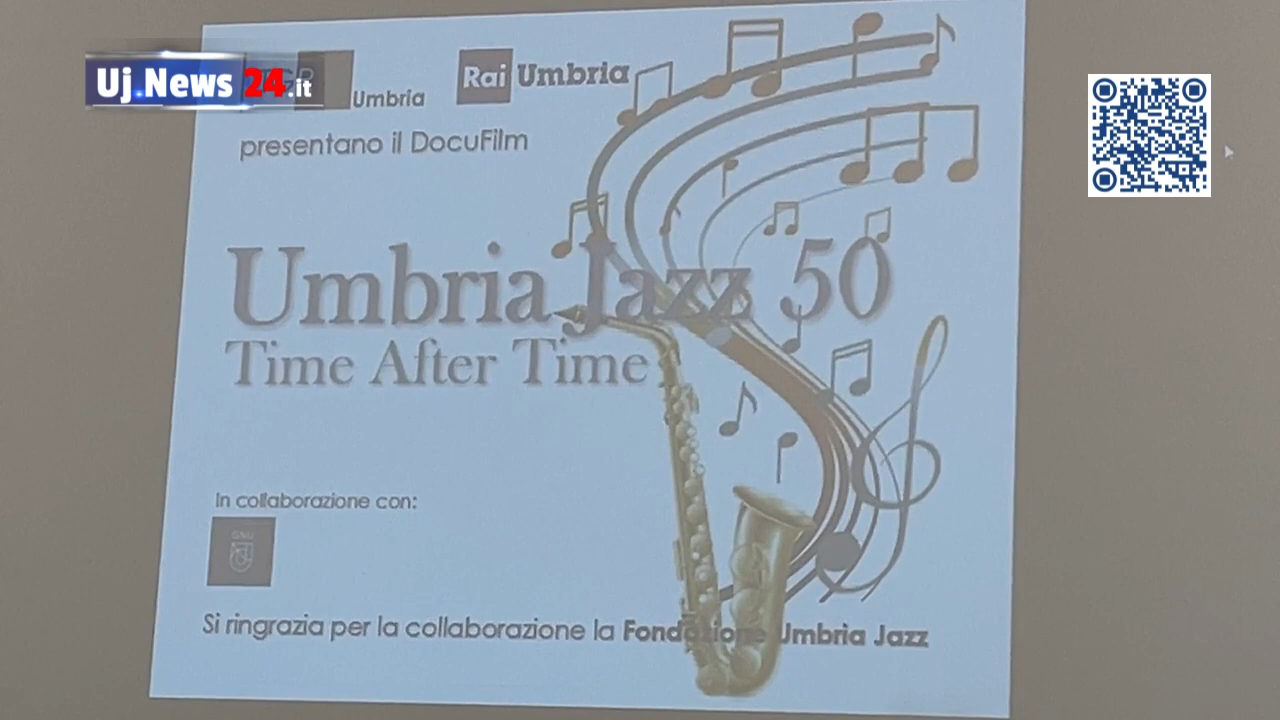 Uj.News 24.it
Umbria
Rai Umbria
presentano il DocuFilm
Umbria Jazz 50
Time After Time
In collaborazione con:
GNU
Si ringrazia per la collaborazione la Fondazione Umbria Jazz